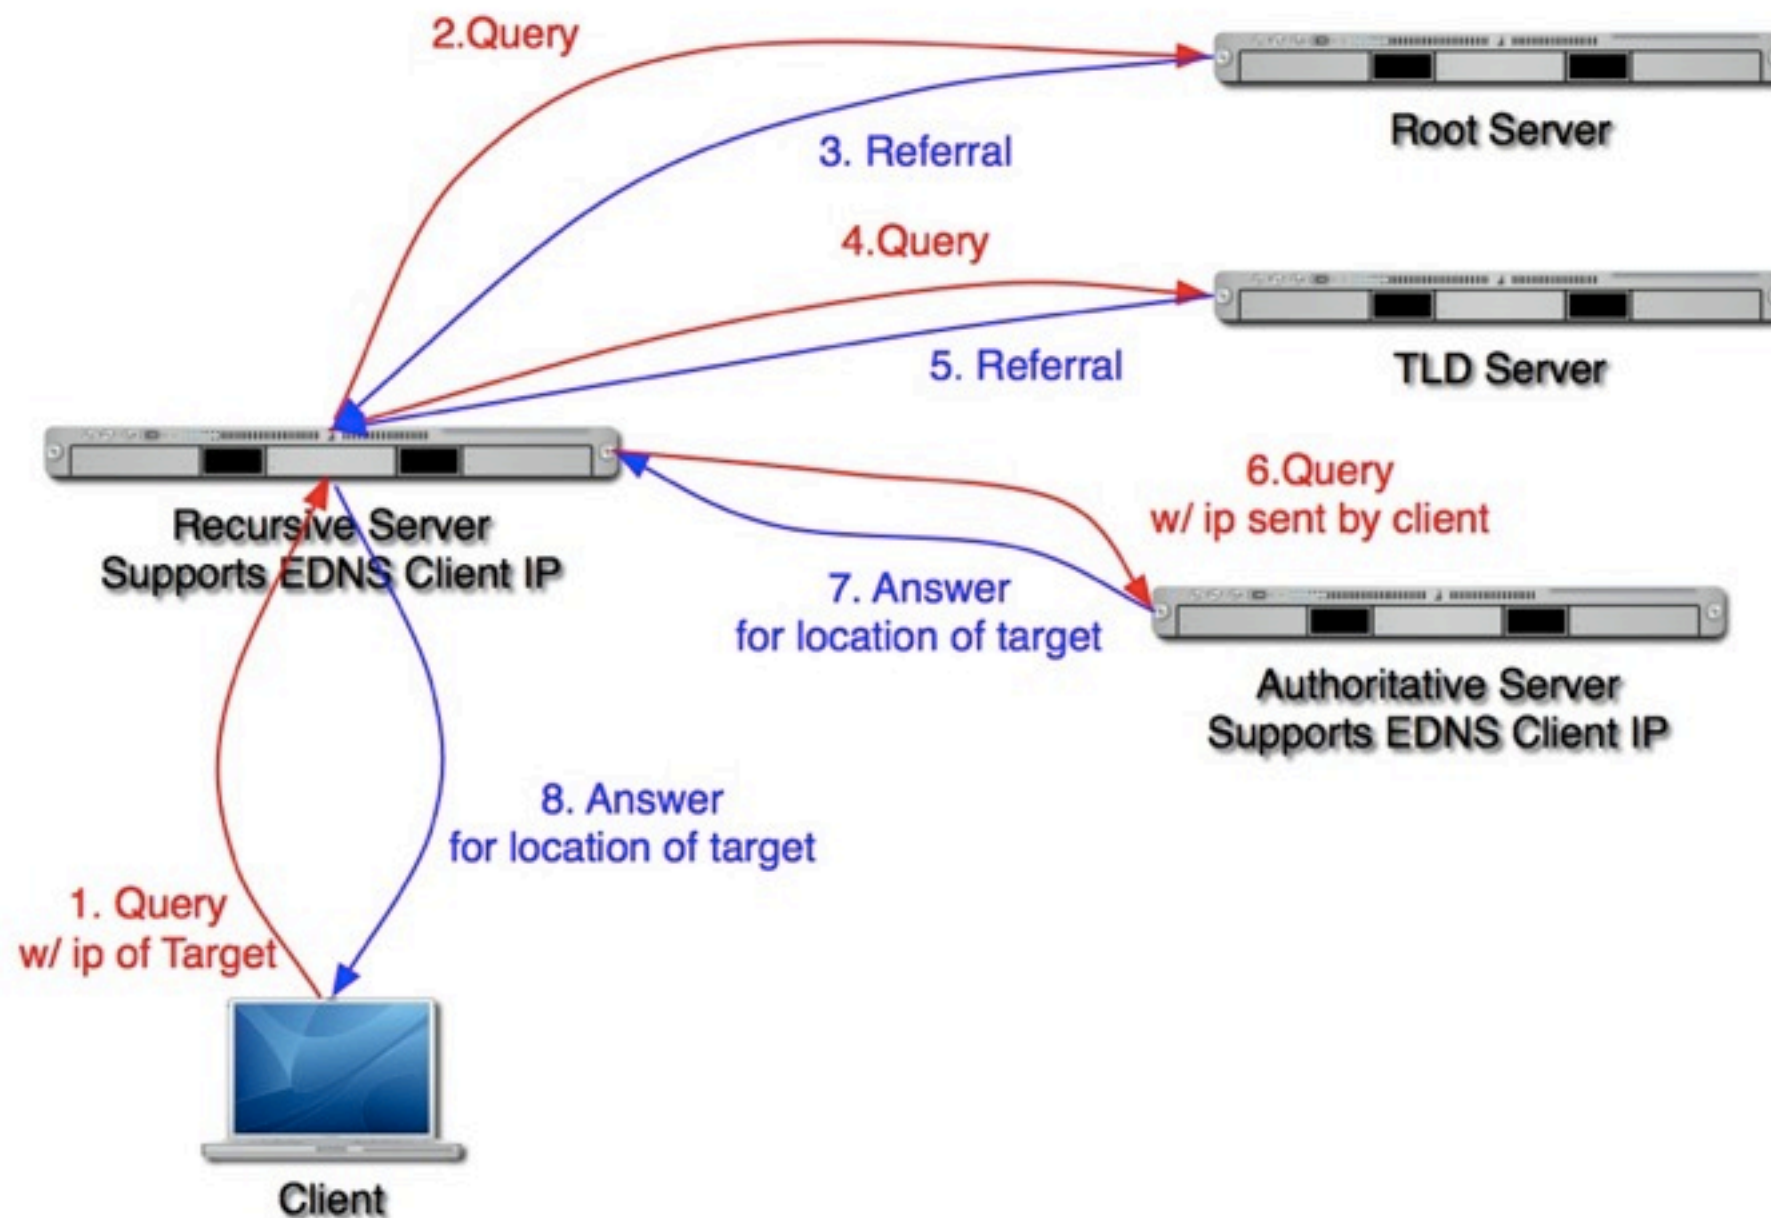 2.Query
Root Server
3. Referral
4.Query
TLD Server
5. Referral
Recursive Server
Supports EDNS Client IP
6.Query
w/ ip sent by client
7. Answer
for location of target
Authoritative Server
Supports EDNS Client IP
8. Answer
for location of target
1. Query
w/ ip of Target
Client